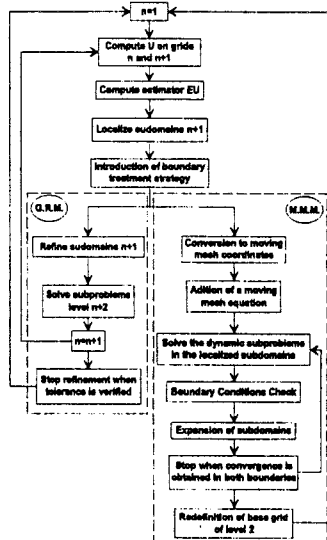 n=1
Compute U on gride
n and n+1
Compute estimator EU
Localize sudomains n+1
Introduction of boundary
treatment strategy
G.R.M.
Refine sudomains n+1
Solve subproblems
level n+2
n=n+1
Stop refinement when
tolerance is verified
M.M.M.
Conversion to moving
mesh coordinates
Adition of a moving
mesh equation
Solve the dynamic subproblems
in the localized subdomains
Boundary Conditions Check
Expansion of subdomains
Stop when convergence is
obtained in both boundaries
Redefinition of base grid
of level 2